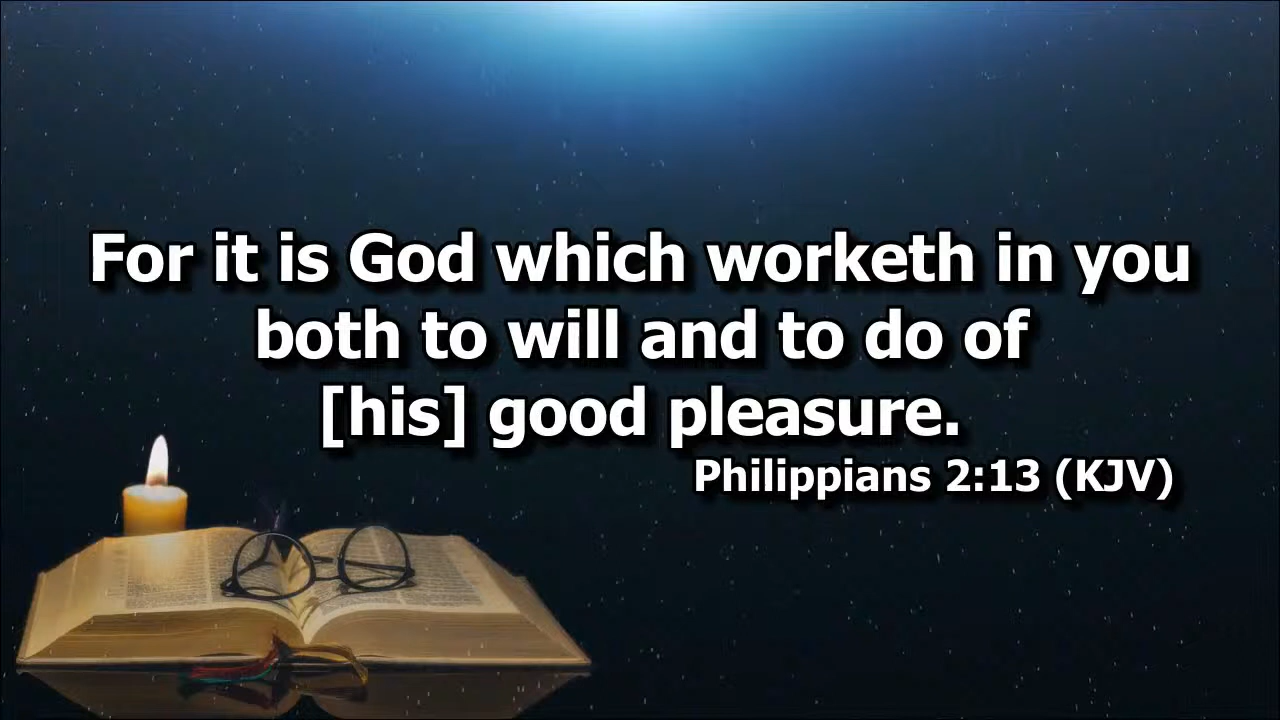 For it is God which worketh in you
both to will and to do of
[his] good pleasure.
Philippians 2:13 (KJV)